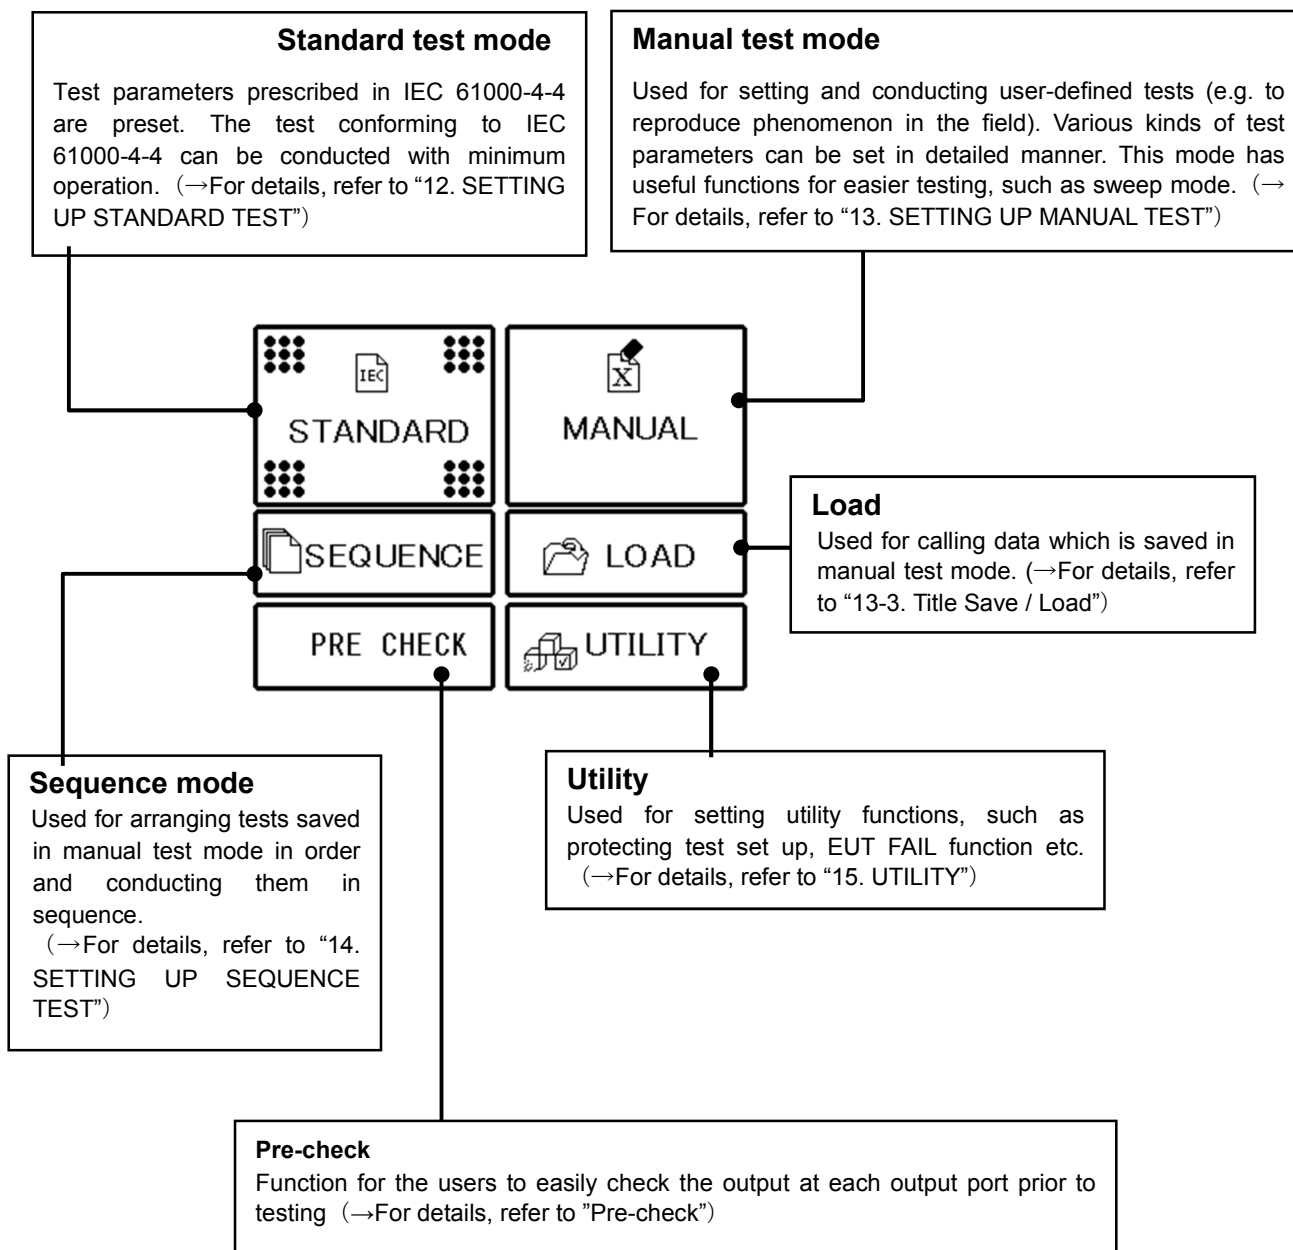 Standard test mode
Test parameters prescribed in IEC 61000-4-4
are preset. The test conforming to IEC
61000-4-4 can be conducted with minimum
operation.（→For details, refer to “12. SETTING
UP STANDARD TEST”）
Manual test mode
Used for setting and conducting user-defined tests (e.g. to
reproduce phenomenon in the field). Various kinds of test
parameters can be set in detailed manner. This mode has
useful functions for easier testing, such as sweep mode.（→
For details, refer to “13. SETTING UP MANUAL TEST”）
IEC
STANDARD
X
MANUAL
SEQUENCE
LOAD
PRE CHECK
UTILITY
Load
Used for calling data which is saved in
manual test mode. (→For details, refer
to “13-3. Title Save / Load”）
Sequence mode
Used for arranging tests saved
in manual test mode in order
and conducting them in
sequence.
（→For details, refer to “14.
SETTING UP SEQUENCE
TEST”）
Utility
Used for setting utility functions, such as
protecting test set up, EUT FAIL function etc.
（→For details, refer to “15. UTILITY”）
Pre-check
Function for the users to easily check the output at each output port prior to
testing（→For details, refer to ”Pre-check”）